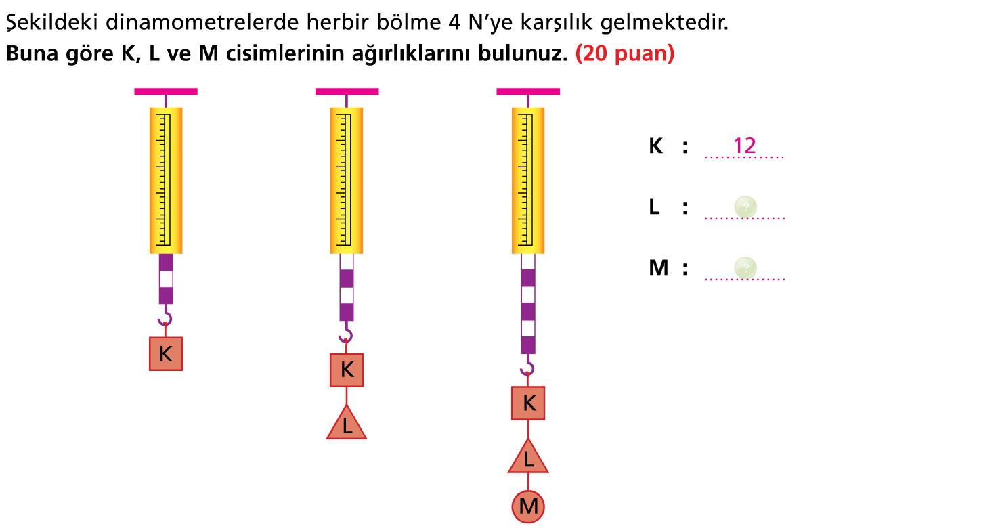 Şekildeki dinamometrelerde herbir bölme 4 N’ye karşılık gelmektedir.
Buna göre K, L ve M cisimlerinin ağırlıklarını bulunuz. (20 puan)
K : 12
L : ?
M : ?
K
K
L
K
L
M